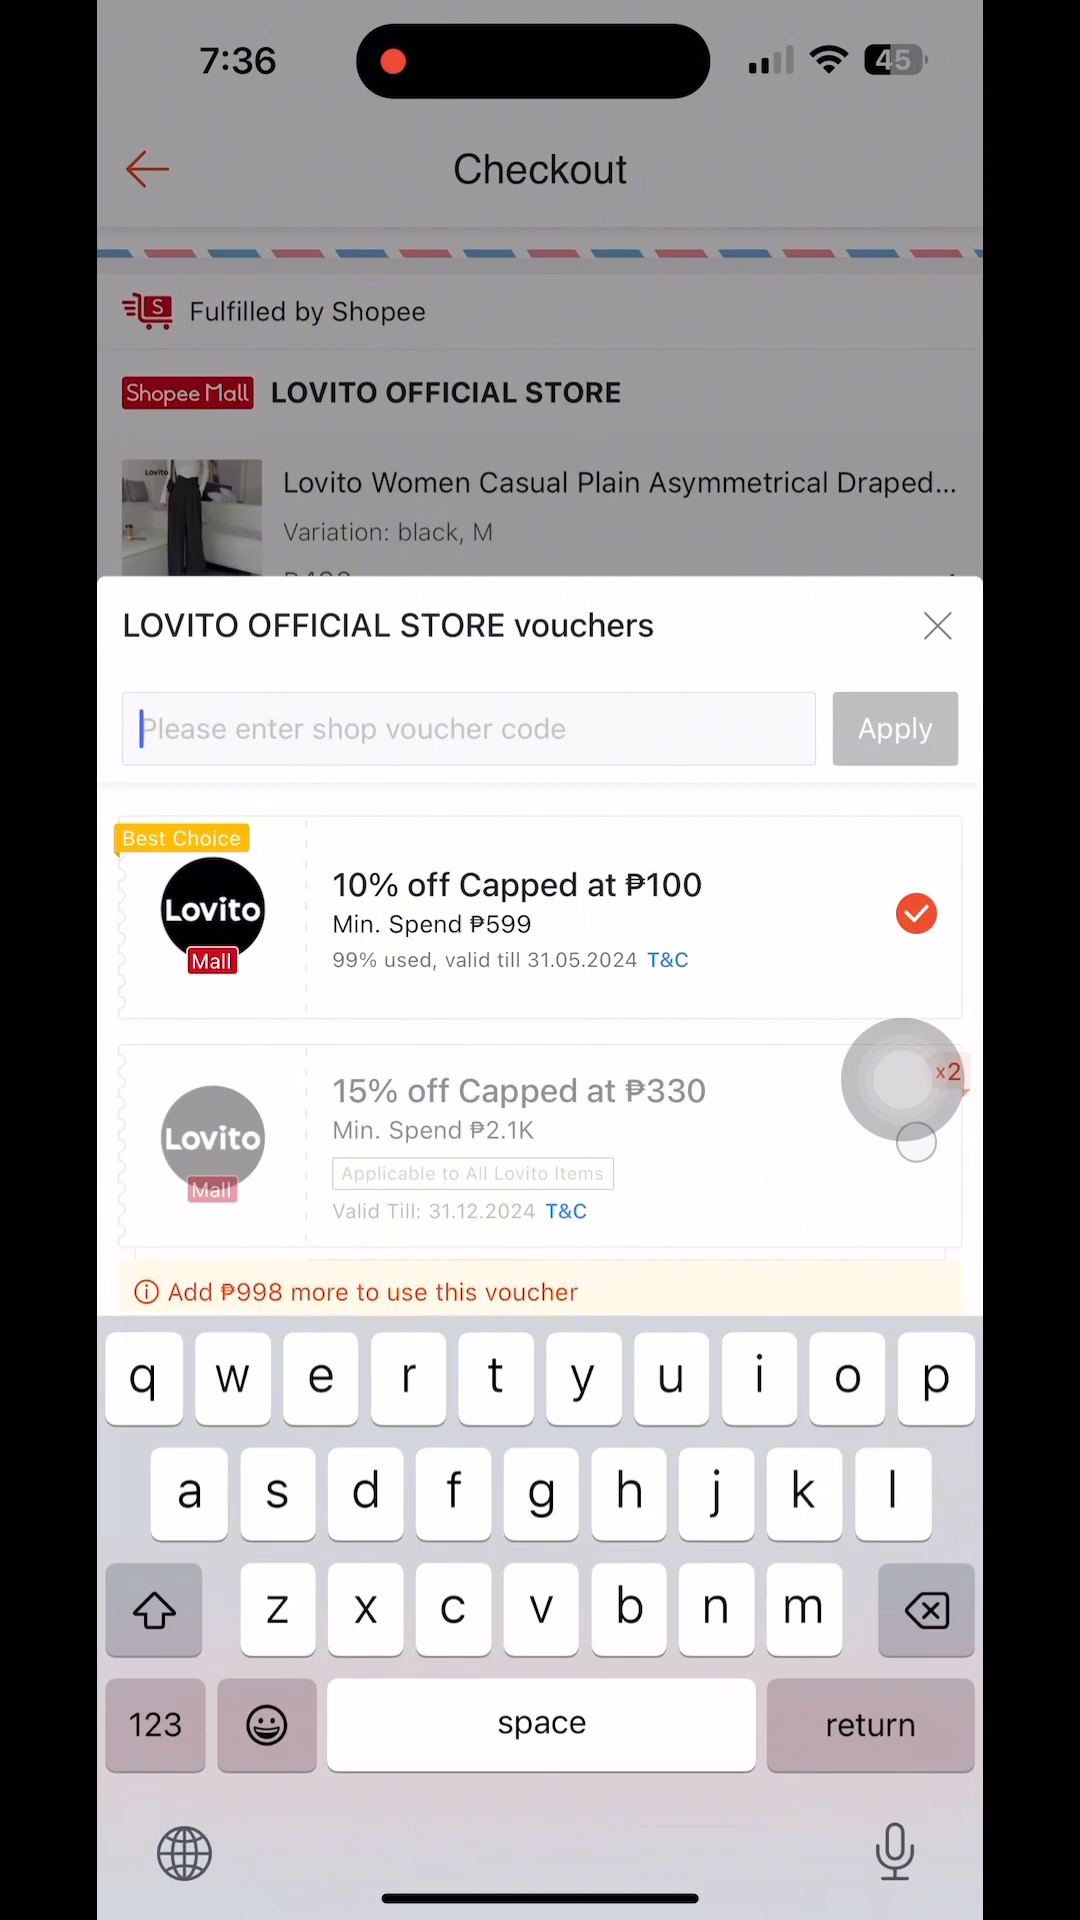 7:36
45
Checkout
Fulfilled by Shopee
Shopee Mall LOVITO OFFICIAL STORE
Lovito
Lovito Women Casual Plain Asymmetrical Draped...
Variation: black, M
LOVITO OFFICIAL STORE vouchers
Please enter shop voucher code
Apply
Best Choice
Lovito
Mall
10% off Capped at ₱100
Min. Spend ₱599
99% used, valid till 31.05.2024 T&C
x2
Lovito
Mall
15% off Capped at ₱330
Min. Spend ₱2.1K
Applicable to All Lovito Items
Valid Till: 31.12.2024 T&C
Add ₱998 more to use this voucher
q w e r t y u i o p
a s d f g h j k l
z x c v b n m
123 space return